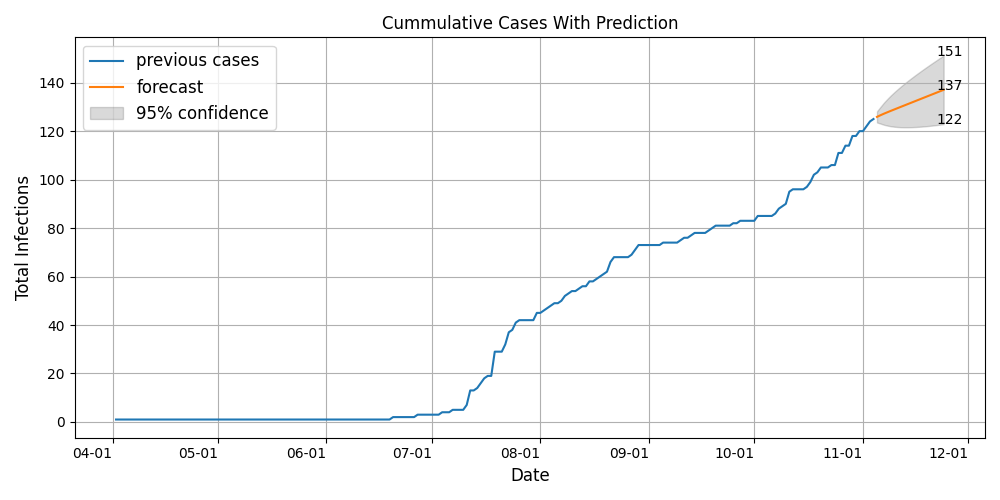 Cummulative Cases With Prediction
previous cases
forecast
95% confidence
151
137
122
Total Infections
140
120
100
80
60
40
20
0
04-01 05-01 06-01 07-01 08-01 09-01 10-01 11-01 12-01
Date